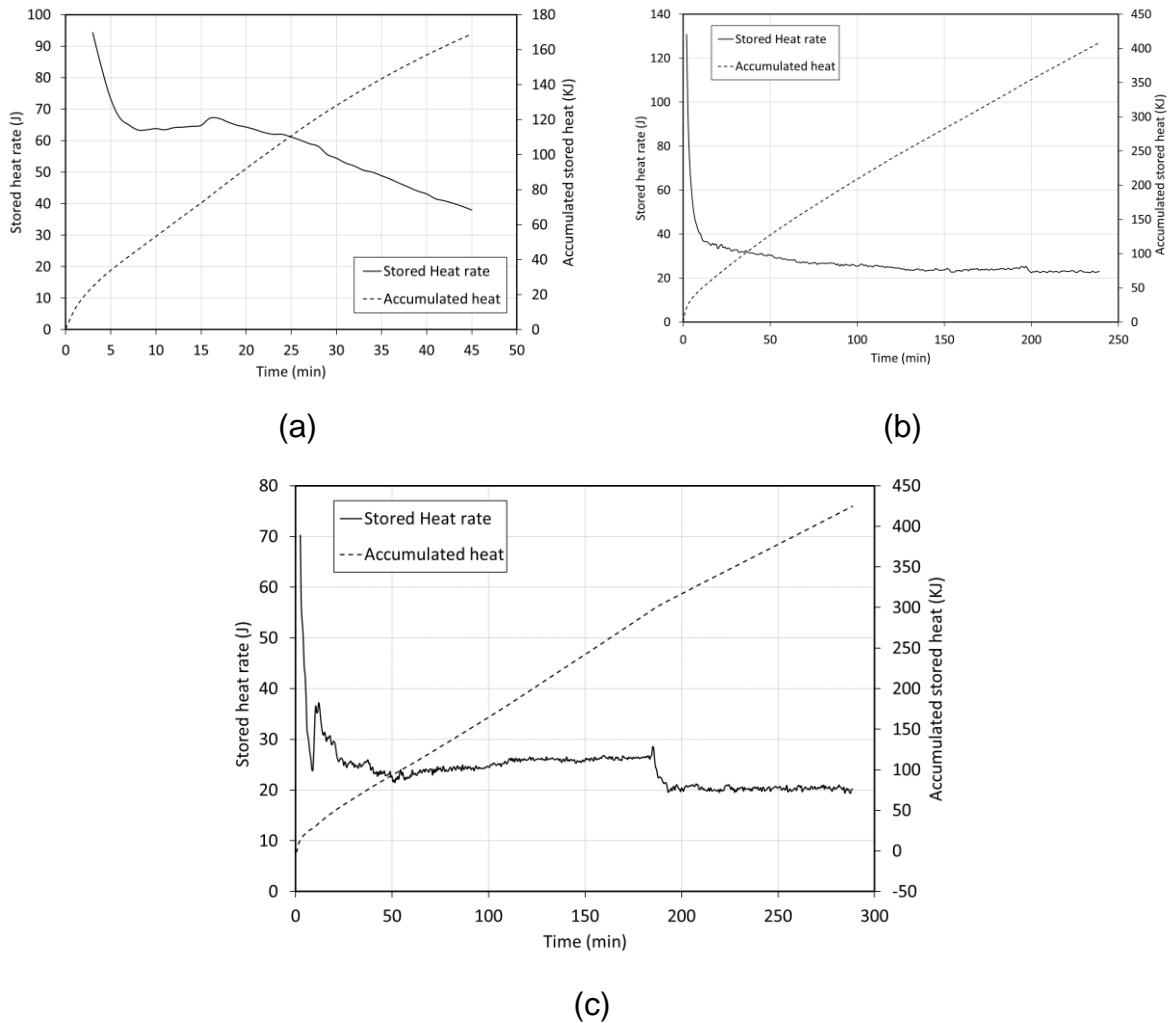 Stored heat rate (J)
100
90
80
70
60
50
40
30
20
10
0
Stored Heat rate
Accumulated heat
180
160
140
120
100
80
60
40
20
0
Accumulated stored heat (KJ)
0 5 10 15 20 25 30 35 40 45 50
Time (min)
(a)
Stored heat rate (J)
140
120
100
80
60
40
20
0
Stored Heat rate
Accumulated heat
450
400
350
300
250
200
150
100
50
0
Accumulated stored heat (KJ)
0 50 100 150 200 250
Time (min)
(b)
Stored heat rate (J)
80
70
60
50
40
30
20
10
0
Stored Heat rate
Accumulated heat
450
400
350
300
250
200
150
100
50
0
-50
Accumulated stored heat (KJ)
0 50 100 150 200 250 300
Time (min)
(c)